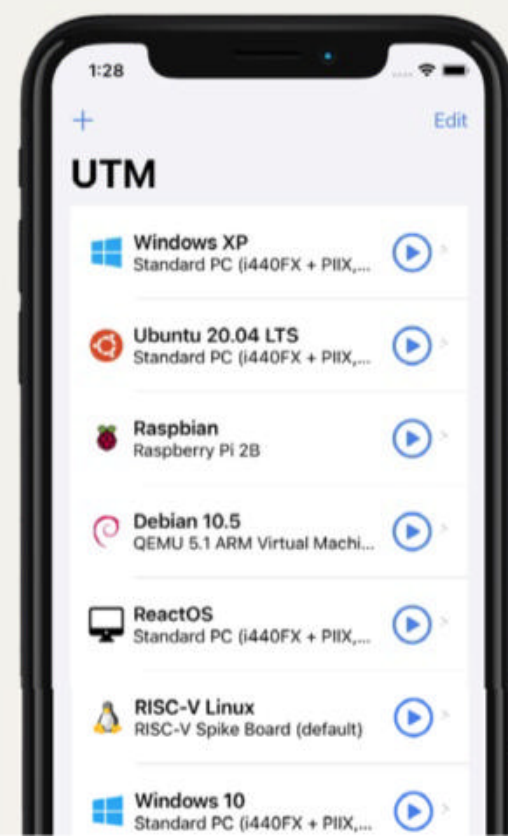 1:28
+
Edit
UTM
Windows XP
Standard PC (i440FX + PIIX,...
Ubuntu 20.04 LTS
Standard PC (i440FX + PIIX,...
Raspbian
Raspberry Pi 2B
Debian 10.5
QEMU 5.1 ARM Virtual Machi...
ReactOS
Standard PC (i440FX + PIIX,...
RISC-V Linux
RISC-V Spike Board (default)
Windows 10
Standard PC (i440FX + PIIX,...